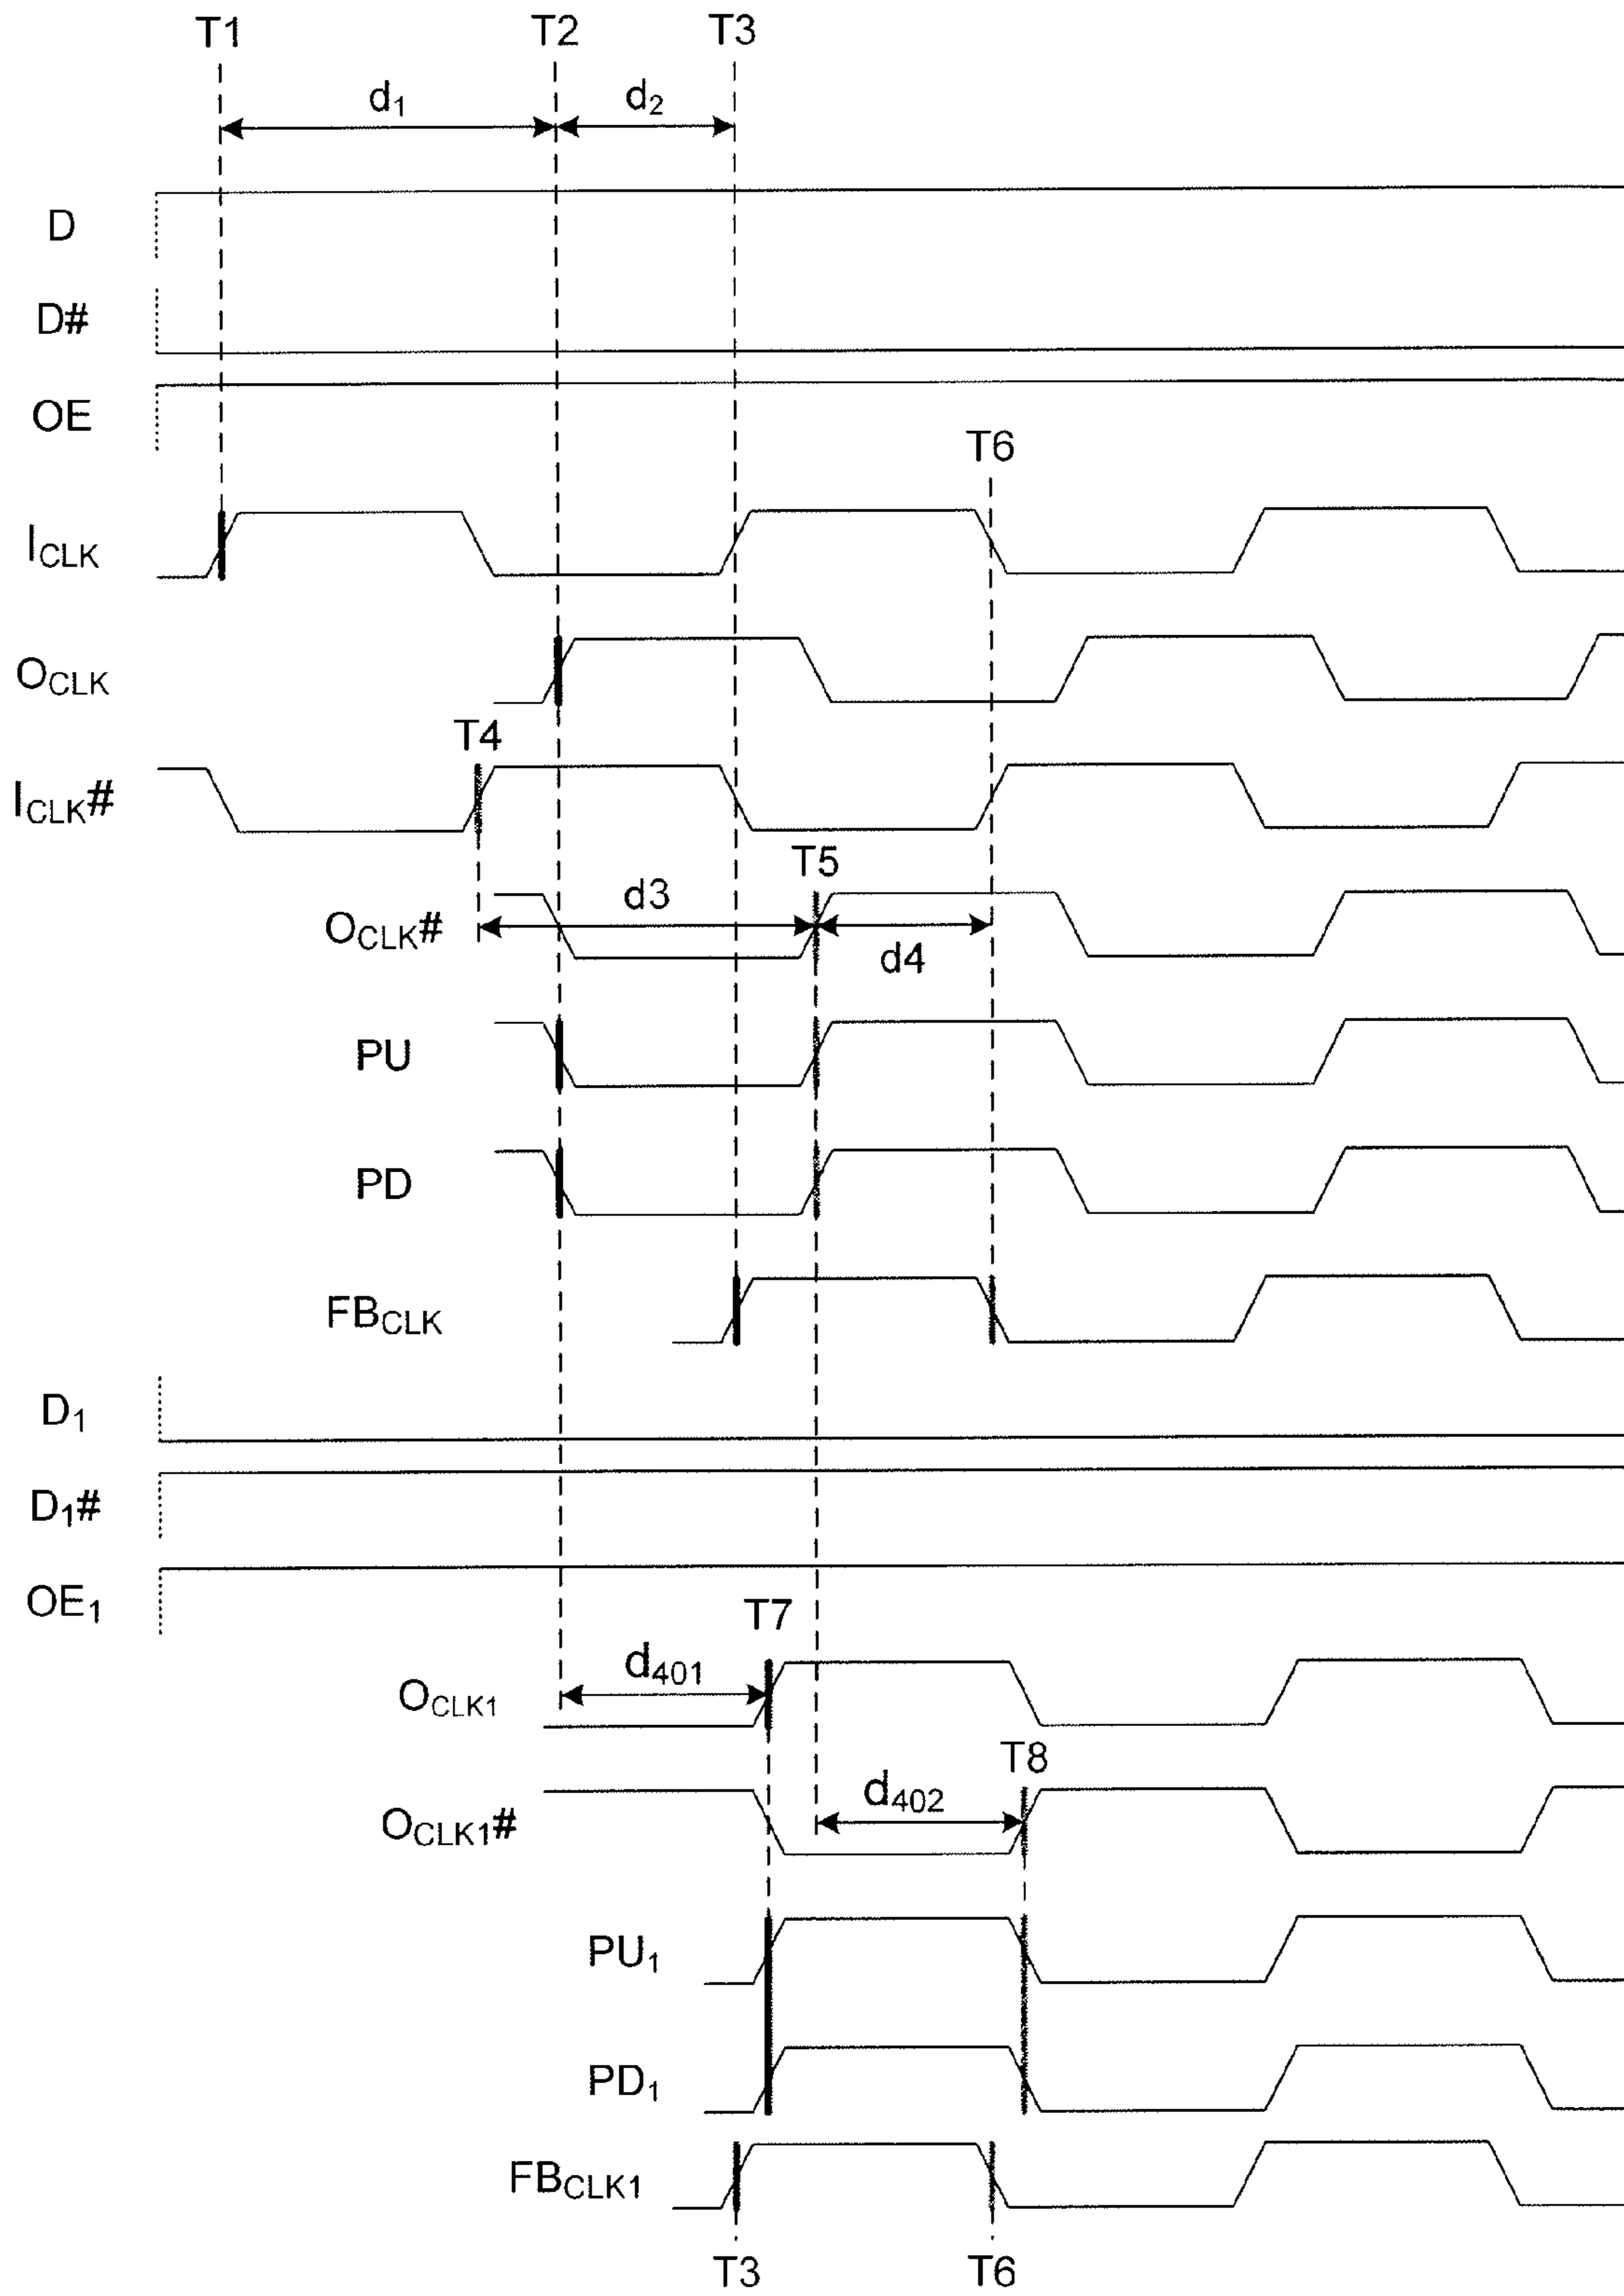 T1 T2 T3
d1 d2
D
D#
OE
T6
ICLK
OCLK
T4
ICLK#
T5
d3
OCLK#
d4
PU
PD
FBCLK
D1
D1#
OE1
T7
d401
OCLK1
T8
d402
OCLK1#
PU1
PD1
FBCLK1
T3 T6